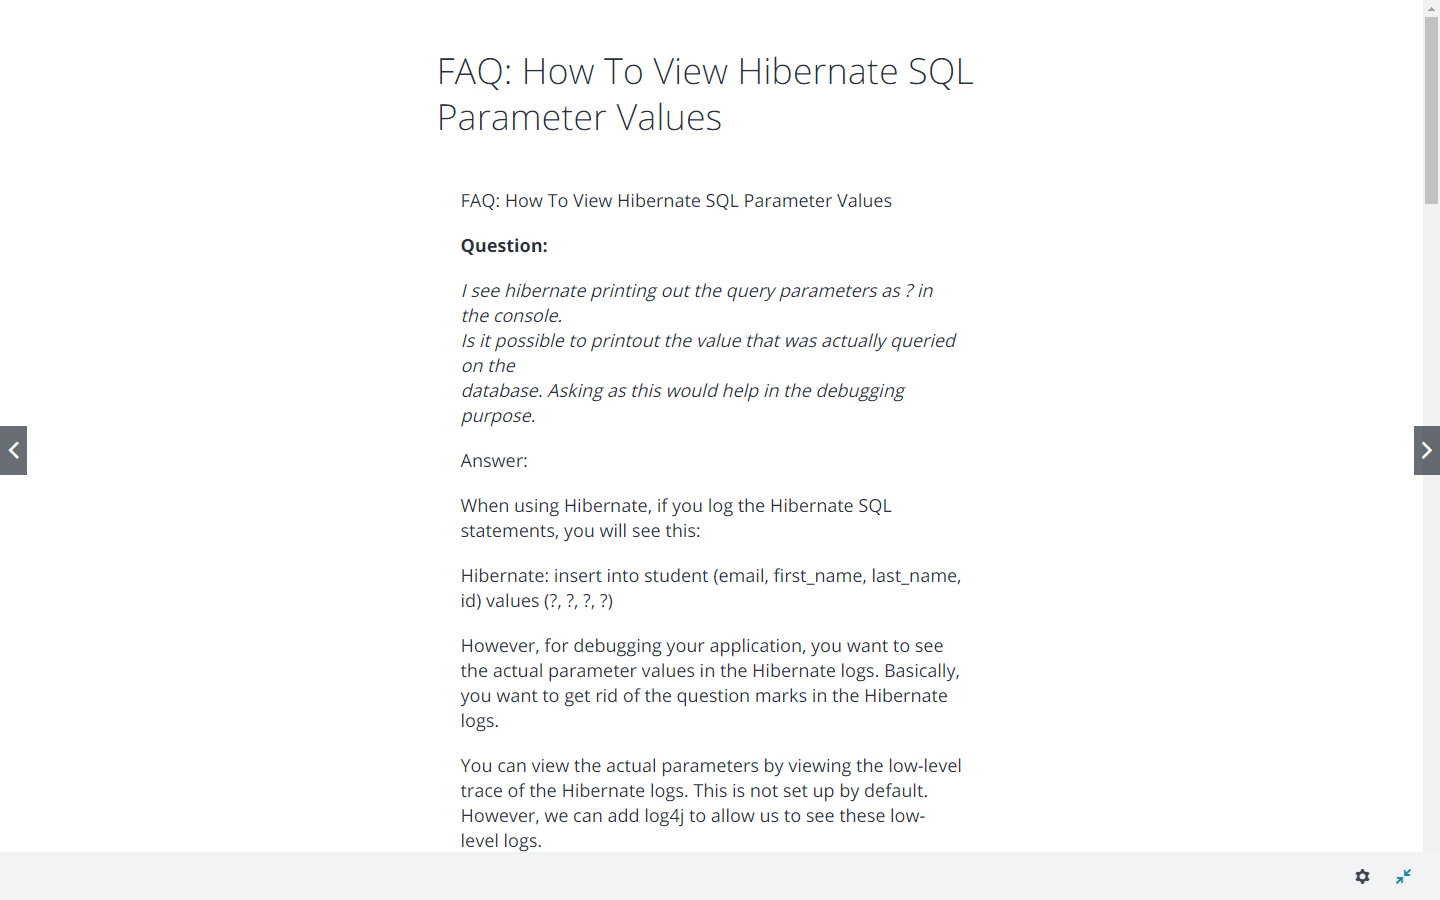 FAQ: How To View Hibernate SQL
Parameter Values
FAQ: How To View Hibernate SQL Parameter Values
Question:
I see hibernate printing out the query parameters as ? in
the console.
Is it possible to printout the value that was actually queried
on the
database. Asking as this would help in the debugging
purpose.
Answer:
When using Hibernate, if you log the Hibernate SQL
statements, you will see this:
Hibernate: insert into student (email, first_name, last_name,
id) values (?, ?, ?, ?)
However, for debugging your application, you want to see
the actual parameter values in the Hibernate logs. Basically,
you want to get rid of the question marks in the Hibernate
logs.
You can view the actual parameters by viewing the low-level
trace of the Hibernate logs. This is not set up by default.
However, we can add log4j to allow us to see these low-
level logs.